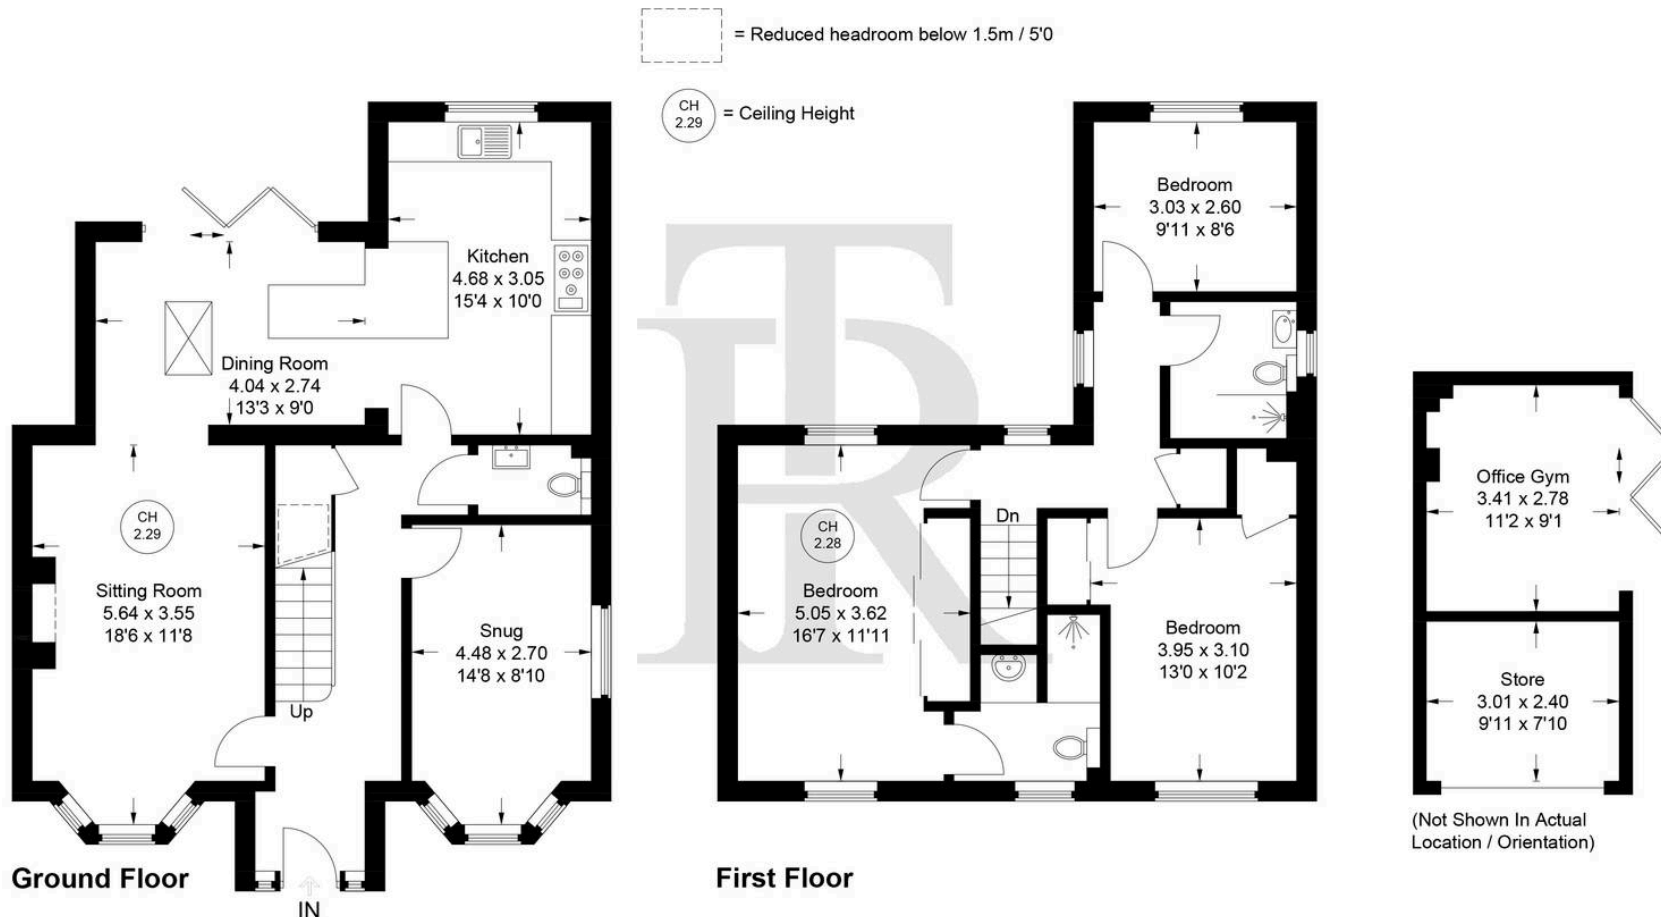 = Reduced headroom below 1.5m / 5'0
CH
2.29
= Ceiling Height
Kitchen
4.68 x 3.05
15'4 x 10'0
Dining Room
4.04 x 2.74
13'3 x 9'0
CH
2.29
Sitting Room
5.64 x 3.55
18'6 x 11'8
Snug
4.48 x 2.70
14'8 x 8'10
Up
Ground Floor
IN
TR
Bedroom
3.03 x 2.60
9'11 x 8'6
Dn
CH
2.28
Bedroom
5.05 x 3.62
16'7 x 11'11
Bedroom
3.95 x 3.10
13'0 x 10'2
First Floor
Office Gym
3.41 x 2.78
11'2 x 9'1
Store
3.01 x 2.40
9'11 x 7'10
(Not Shown In Actual
Location / Orientation)